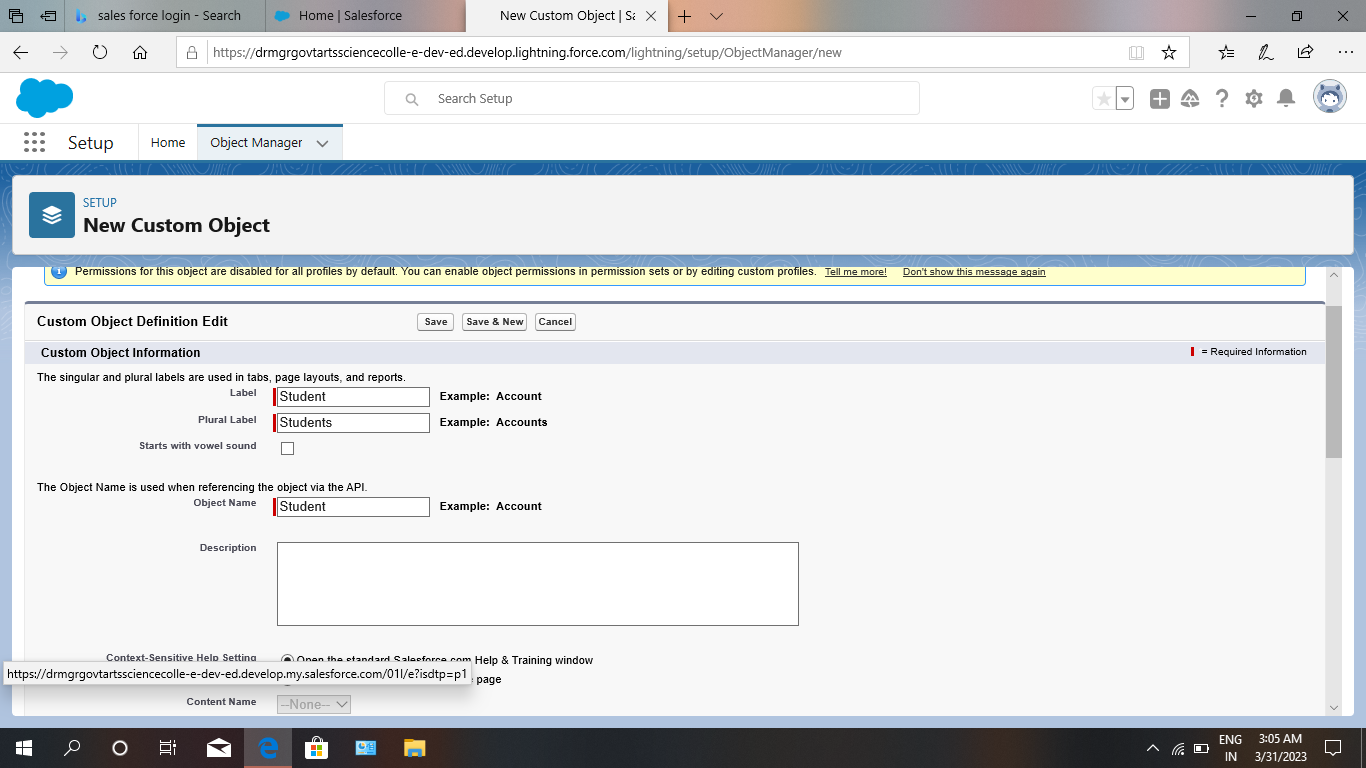 sales force login - Search
Home | Salesforce
New Custom Object | Sa
https://drmgrgovtartssciencecolle-e-dev-ed.develop.lightning.force.com/lightning/setup/ObjectManager/new
Search Setup
Setup
Home
Object Manager
SETUP
New Custom Object
Permissions for this object are disabled for all profiles by default. You can enable object permissions in permission sets or by editing custom profiles. Tell me more! Don't show this message again
Custom Object Definition Edit
Save
Save & New
Cancel
Custom Object Information
= Required Information
The singular and plural labels are used in tabs, page layouts, and reports.
Label
Student
Example: Account
Plural Label
Students
Example: Accounts
Starts with vowel sound
The Object Name is used when referencing the object via the API.
Object Name
Student
Example: Account
Description
Context-Sensitive Help Setting
Open the standard Salesforce.com Help & Training window
https://drmgrgovtartssciencecolle-e-dev-ed.develop.my.salesforce.com/01I/e?isdtp=p1
page
Content Name
--None--
ENG
IN
3:05 AM
3/31/2023